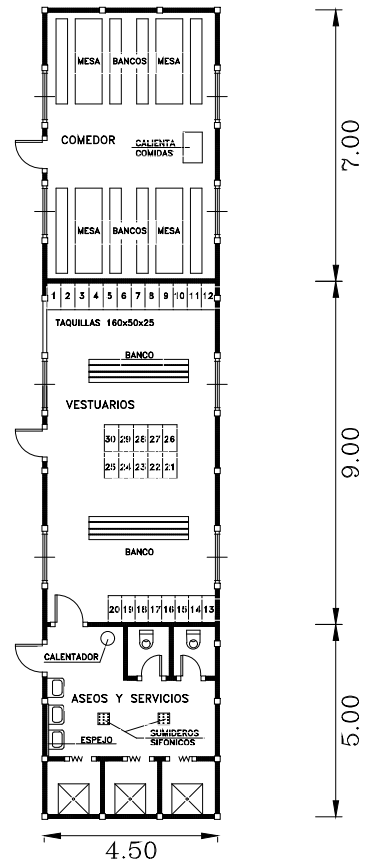 MESA BANCOS MESA
COMEDOR
CALIENTA
COMIDAS
7.00
MESA BANCOS MESA
1 2 3 4 5 6 7 8 9 10 11 12
TAQUILLAS 160x50x25
BANCO
VESTUARIOS
30 29 28 27 26
25 24 23 22 21
9.00
BANCO
20 19 18 17 16 15 14 13
CALENTADOR
ASEOS Y SERVICIOS
ESPEJO
SUMIDEROS
SIFONICOS
5.00
4.50